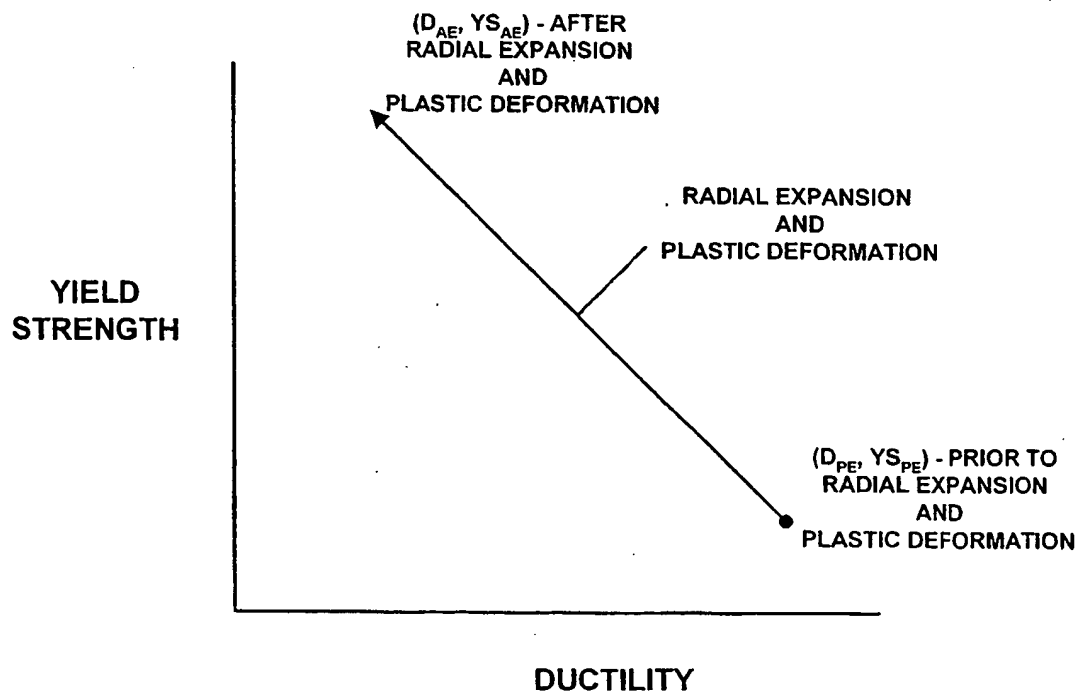 (D_AE, YS_AE) - AFTER
RADIAL EXPANSION
AND
PLASTIC DEFORMATION
RADIAL EXPANSION
AND
PLASTIC DEFORMATION
YIELD
STRENGTH
(D_PE, YS_PE) - PRIOR TO
RADIAL EXPANSION
AND
PLASTIC DEFORMATION
DUCTILITY